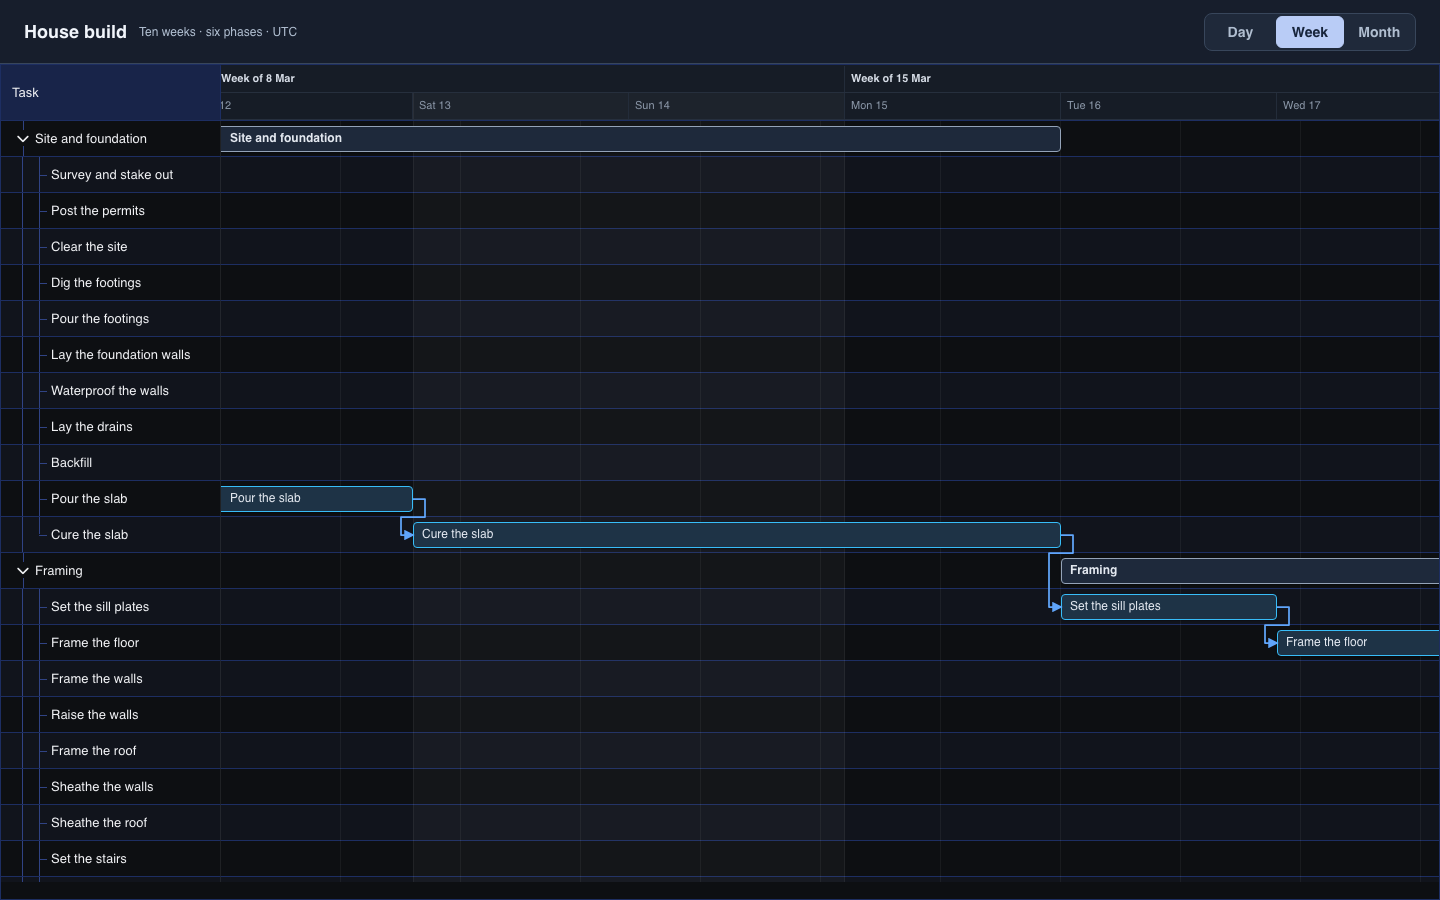 House build
Ten weeks · six phases · UTC
Day
Week
Month
Task
Week of 8 Mar
Week of 15 Mar
12
Sat 13
Sun 14
Mon 15
Tue 16
Wed 17
Site and foundation
Site and foundation
Survey and stake out
Post the permits
Clear the site
Dig the footings
Pour the footings
Lay the foundation walls
Waterproof the walls
Lay the drains
Backfill
Pour the slab
Pour the slab
Cure the slab
Cure the slab
Framing
Framing
Set the sill plates
Set the sill plates
Frame the floor
Frame the floor
Frame the walls
Raise the walls
Frame the roof
Sheathe the walls
Sheathe the roof
Set the stairs